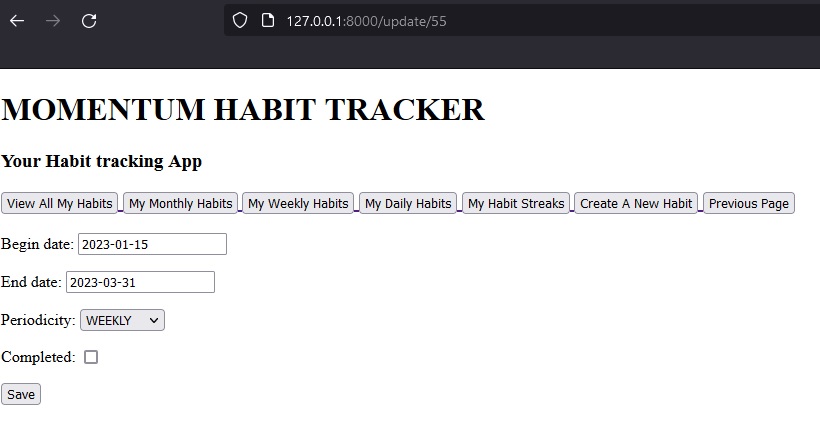 127.0.0.1:8000/update/55
MOMENTUM HABIT TRACKER
Your Habit tracking App
View All My Habits My Monthly Habits My Weekly Habits My Daily Habits My Habit Streaks Create A New Habit Previous Page
Begin date: 2023-01-15
End date: 2023-03-31
Periodicity: WEEKLY
Completed:
Save